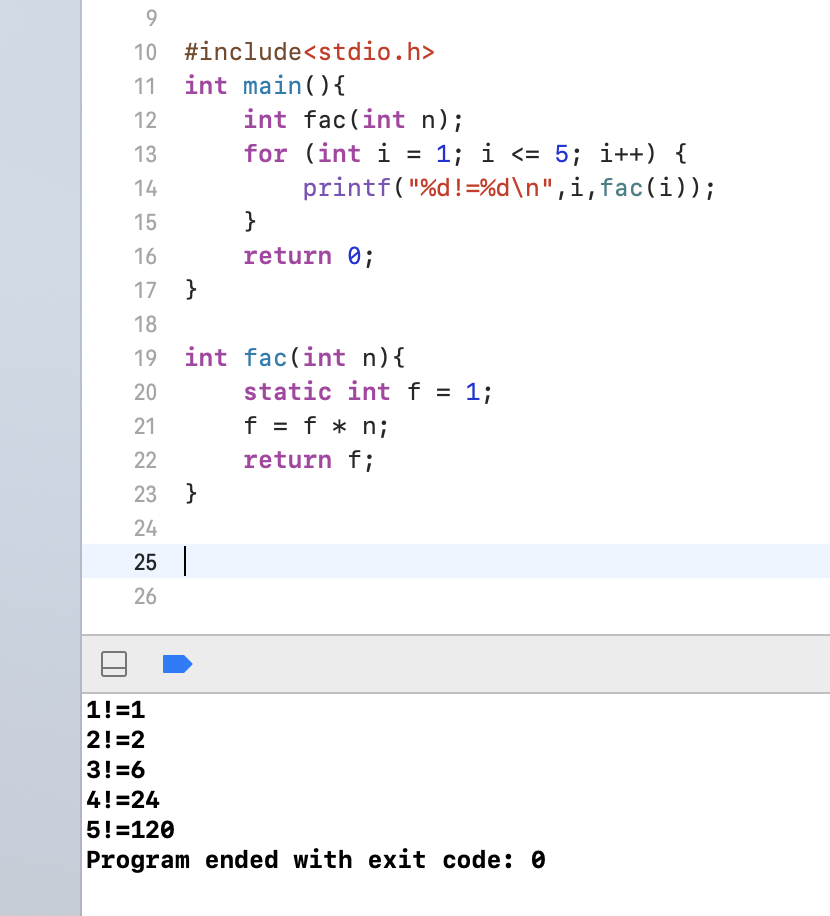 9
10 #include<stdio.h>
11 int main(){
12     int fac(int n);
13     for (int i = 1; i <= 5; i++) {
14         printf("%d!=%d\n",i,fac(i));
15     }
16     return 0;
17 }
18
19 int fac(int n){
20     static int f = 1;
21     f = f * n;
22     return f;
23 }
24
25
26
1!=1
2!=2
3!=6
4!=24
5!=120
Program ended with exit code: 0